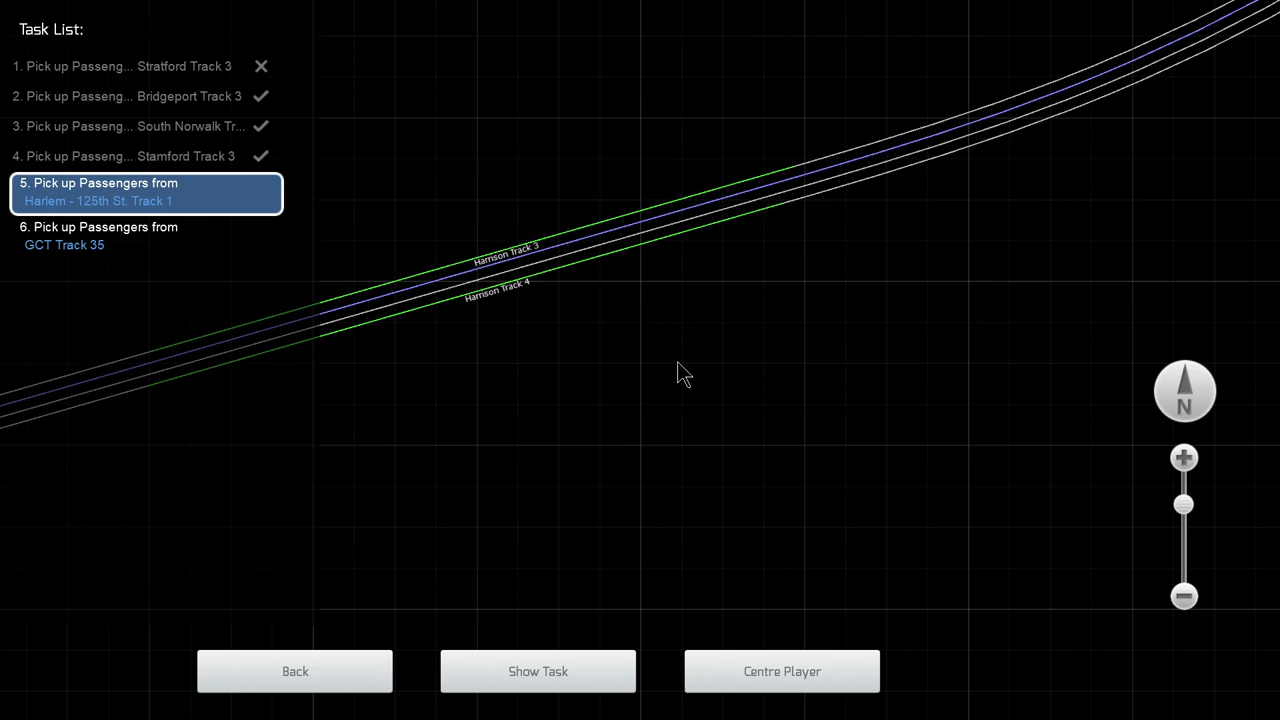 Task List:
1. Pick up Passeng... Stratford Track 3
2. Pick up Passeng... Bridgeport Track 3
3. Pick up Passeng... South Norwalk Tr...
4. Pick up Passeng... Stamford Track 3
5. Pick up Passengers from
Harlem - 125th St. Track 1
6. Pick up Passengers from
GCT Track 35
Harrison Track 3
Harrison Track 4
N
Back
Show Task
Centre Player